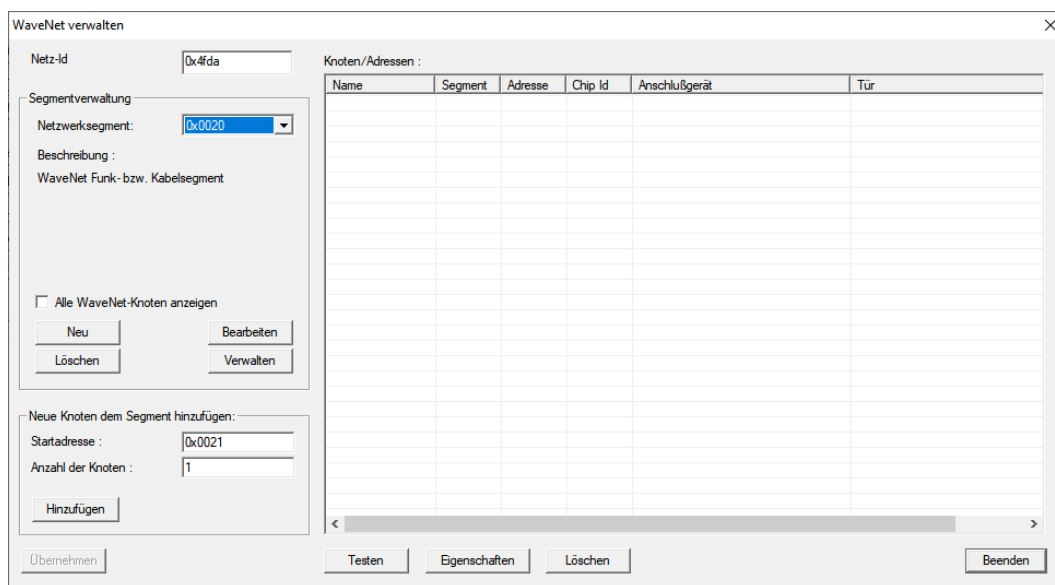 WaveNet verwalten
Netz-Id 0x4fda
Segmentverwaltung
Netzwerksegment: 0x0020
Beschreibung :
WaveNet Funk- bzw. Kabelsegment
Alle WaveNet-Knoten anzeigen
Neu Bearbeiten
Löschen Verwalten
Neue Knoten dem Segment hinzufügen:
Startadresse : 0x0021
Anzahl der Knoten : 1
Hinzufügen
Übernehmen
Knoten/Adressen :
Name Segment Adresse Chip Id Anschlußgerät Tür
Testen Eigenschaften Löschen Beenden